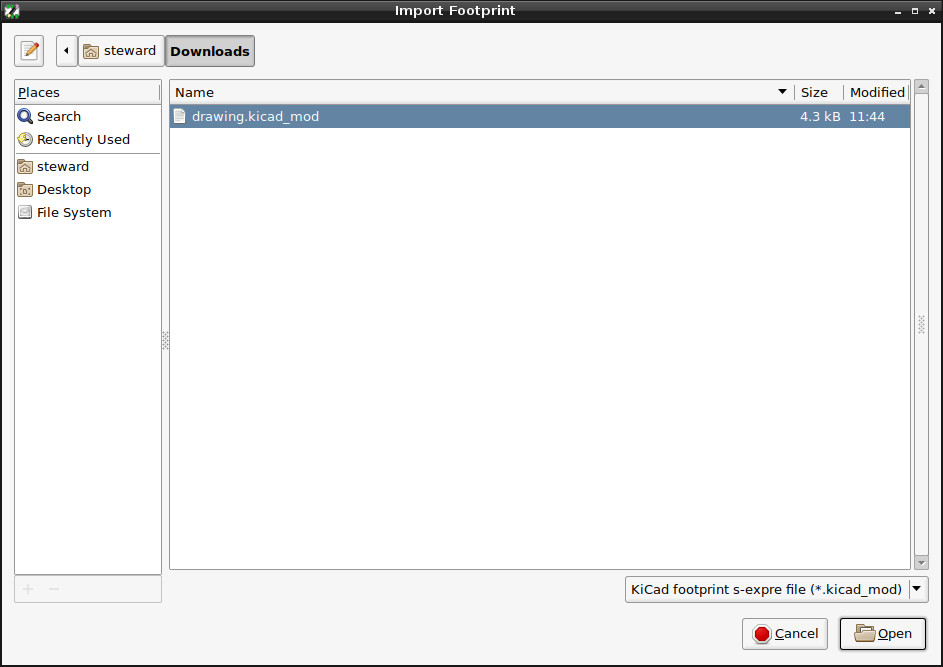 Import Footprint
steward Downloads
Places
Search
Recently Used
steward
Desktop
File System
Name Size Modified
drawing.kicad_mod 4.3 kB 11:44
KiCad footprint s-expre file (*.kicad_mod)
Cancel Open